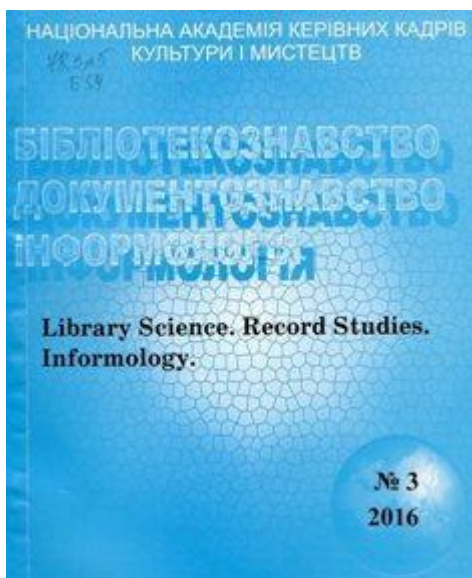 НАЦІОНАЛЬНА АКАДЕМІЯ КЕРІВНИХ КАДРІВ
КУЛЬТУРИ І МИСТЕЦТВ
БІБЛІОТЕКОЗНАВСТВО
ДОКУМЕНТОЗНАВСТВО
ІНФОРМОЛОГІЯ
Library Science. Record Studies.
Informology.
№ 3
2016